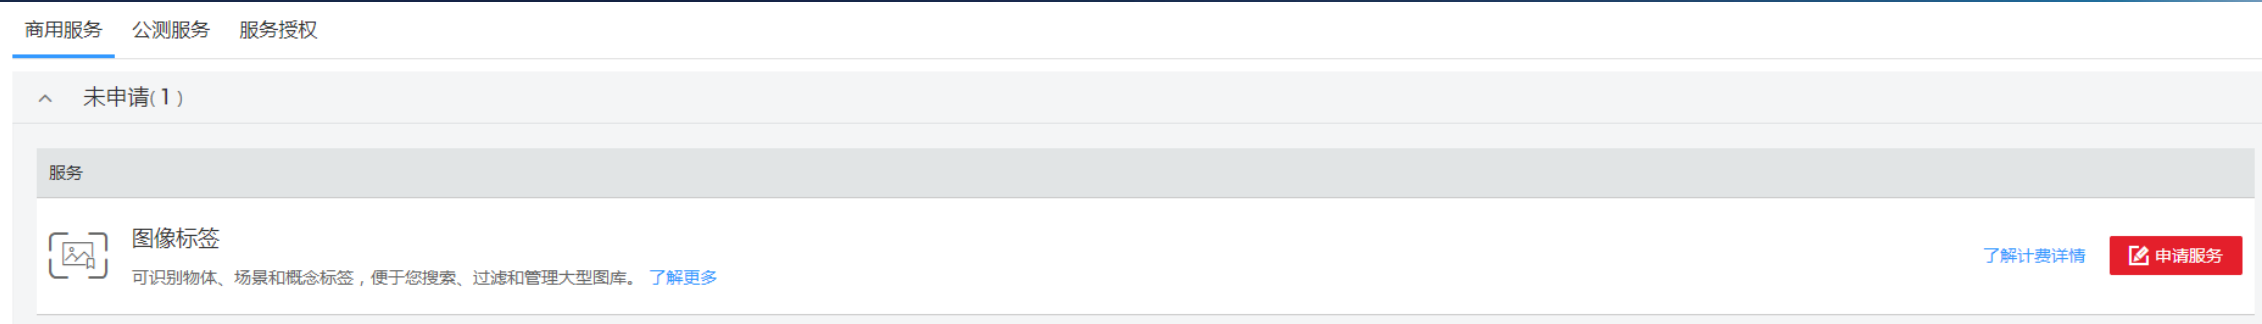 商用服务 公测服务 服务授权
未申请(1)
服务
图像标签
可识别物体、场景和概念标签，便于您搜索、过滤和管理大型图库。 了解更多
了解计费详情 申请服务